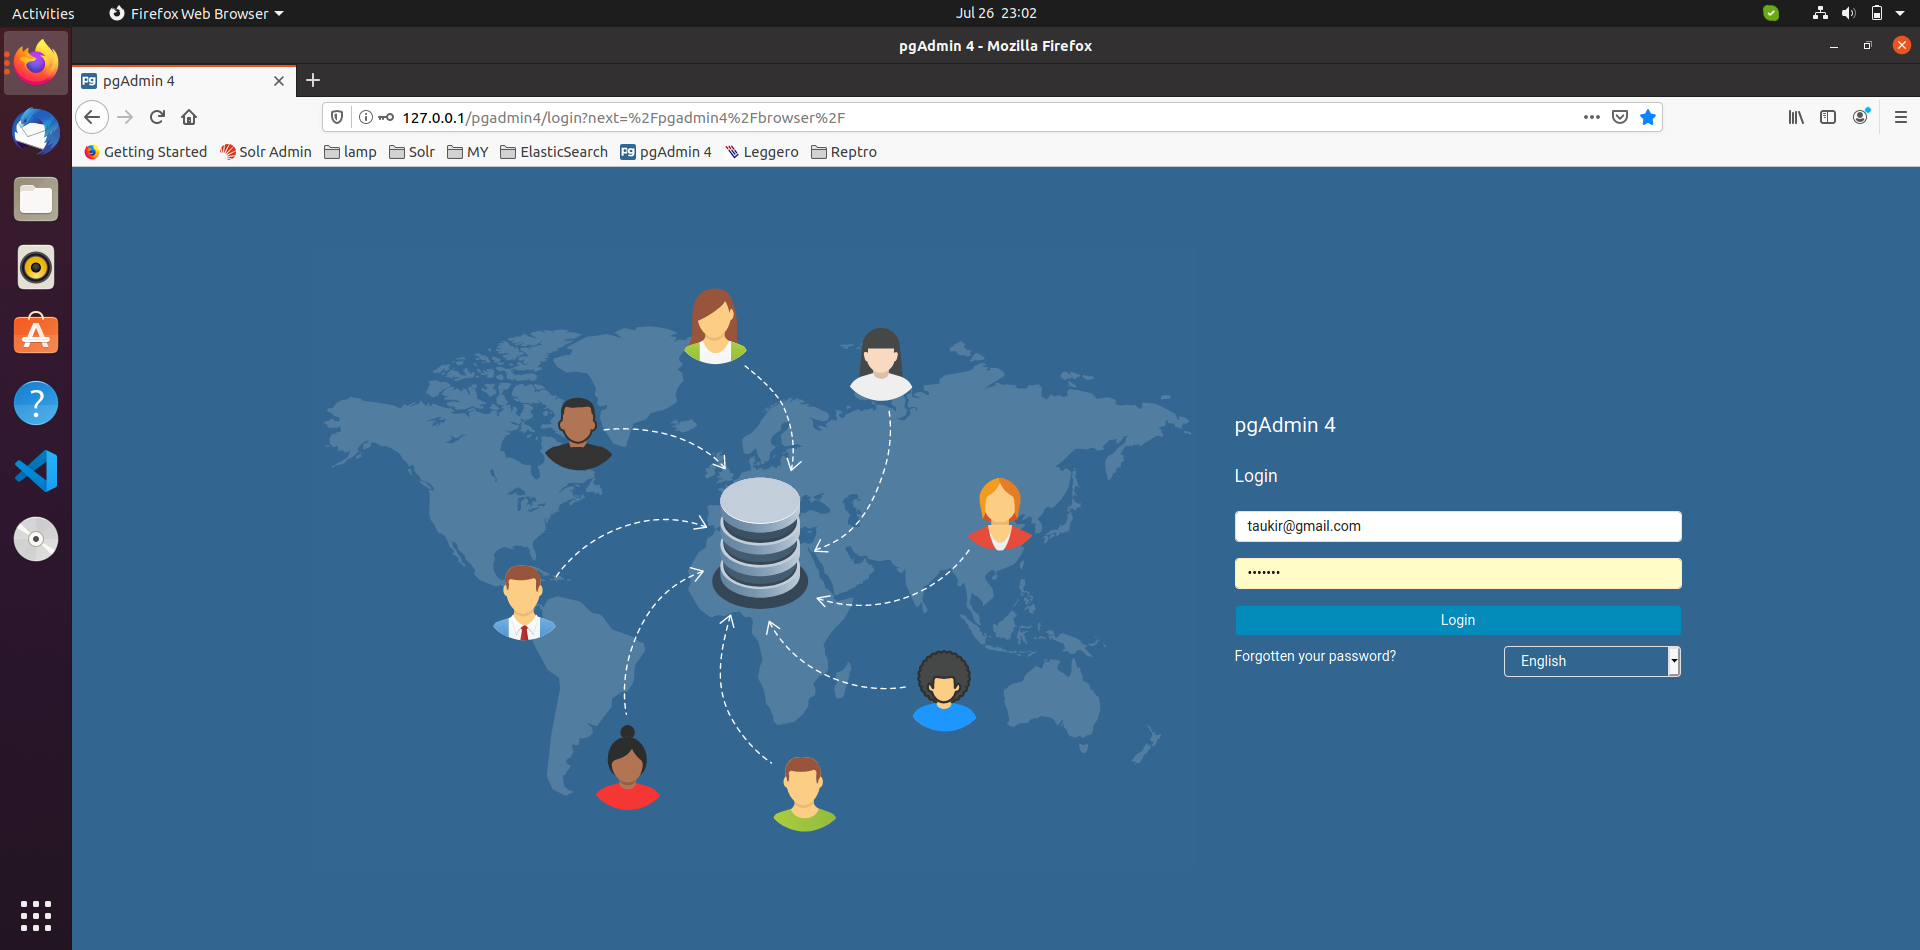 Activities Firefox Web Browser Jul 26 23:02
pgAdmin 4 - Mozilla Firefox
pg pgAdmin 4
127.0.0.1/pgadmin4/login?next=%2Fpgadmin4%2Fbrowser%2F
Getting Started Solr Admin lamp Solr MY ElasticSearch pg pgAdmin 4 Leggero Reptro
pgAdmin 4
Login
taukir@gmail.com
•••••••
Login
Forgotten your password? English